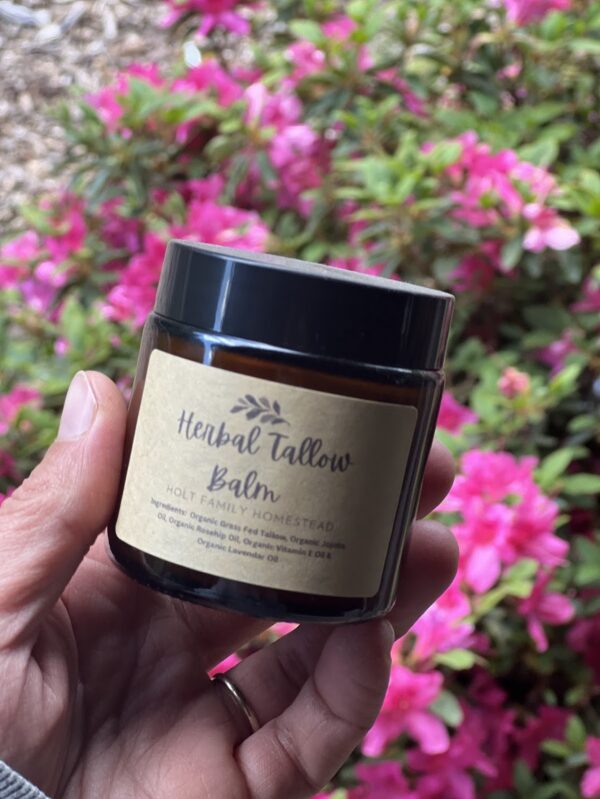 Herbal Tallow
Balm
HOLT FAMILY HOMESTEAD
Ingredients: Organic Grass Fed Tallow, Organic Jojoba
Oil, Organic Rosehip Oil, Organic Vitamin E Oil &
Organic Lavender Oil